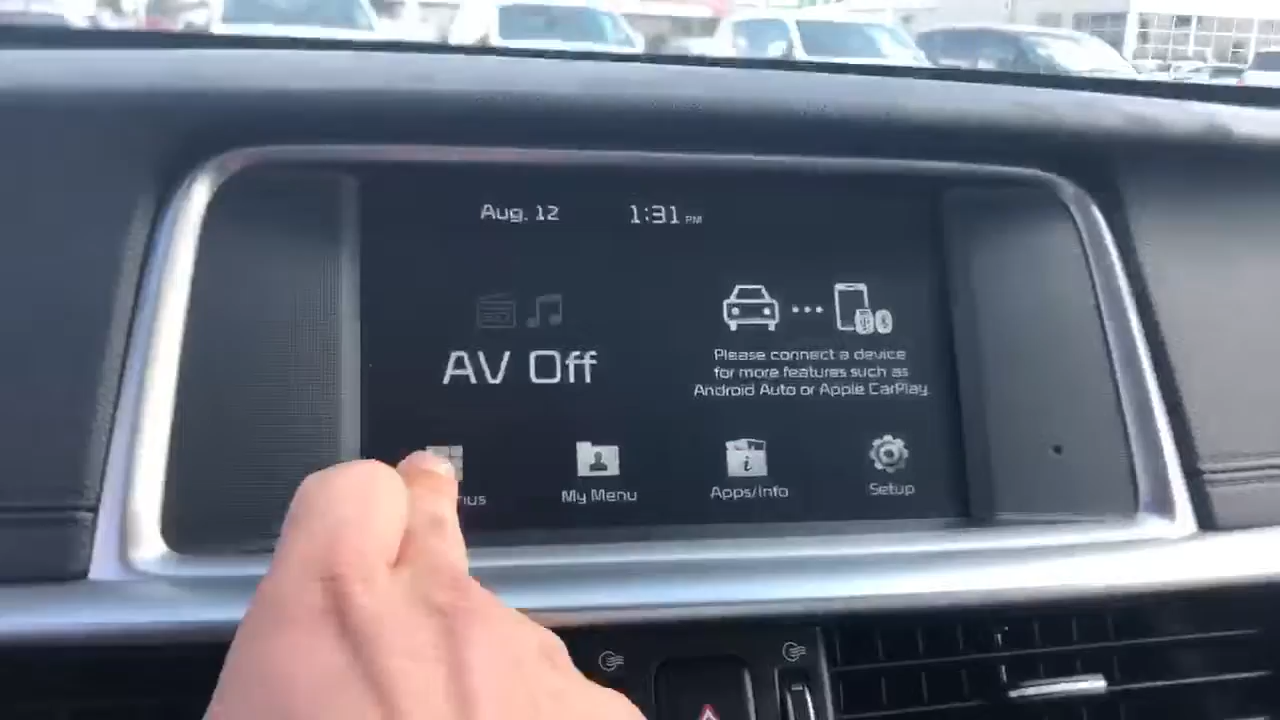 Aug. 12 1:31 PM
AV Off
Please connect a device
for more features such as
Android Auto or Apple CarPlay.
My Menu
Apps/Info
Setup